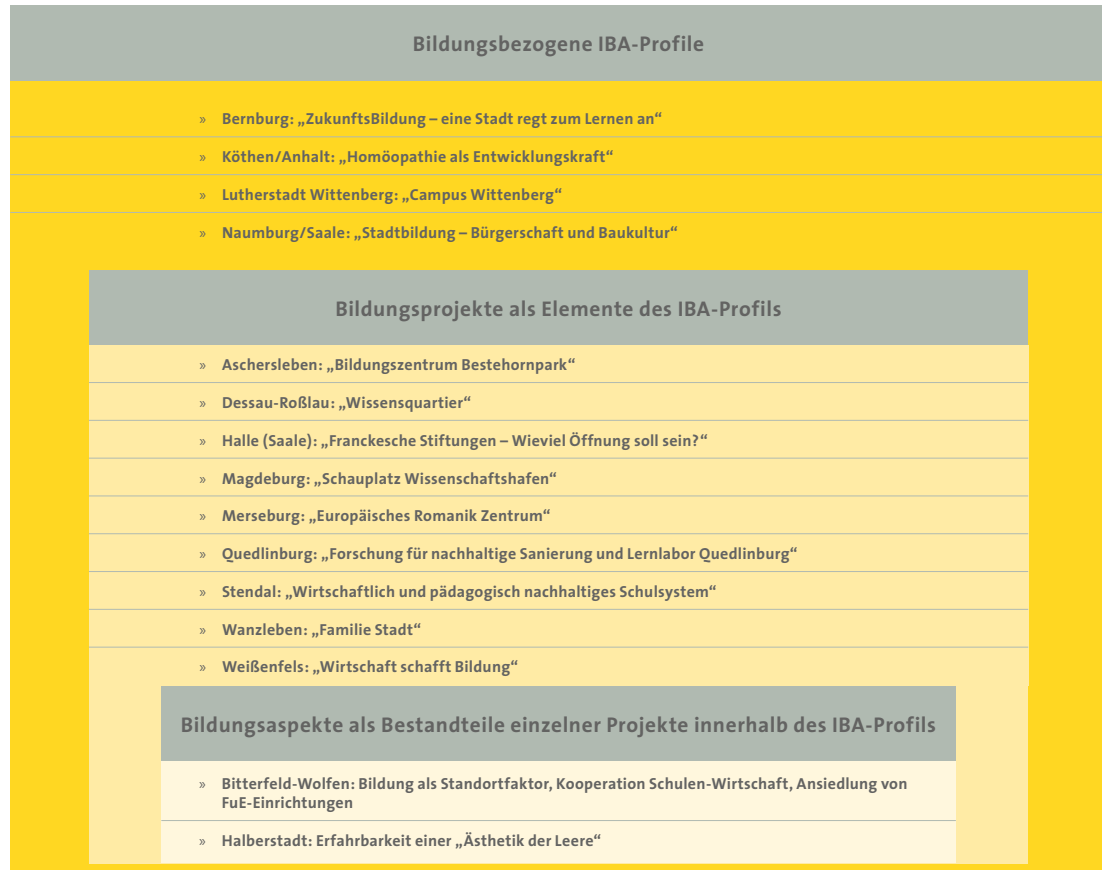 Bildungsbezogene IBA-Profile
» Bernburg: „ZukunftsBildung – eine Stadt regt zum Lernen an“
» Köthen/Anhalt: „Homöopathie als Entwicklungskraft“
» Lutherstadt Wittenberg: „Campus Wittenberg“
» Naumburg/Saale: „Stadtbildung – Bürgerschaft und Baukultur“
Bildungsprojekte als Elemente des IBA-Profils
» Aschersleben: „Bildungszentrum Bestehornpark“
» Dessau-Roßlau: „Wissensquartier“
» Halle (Saale): „Franckesche Stiftungen – Wieviel Öffnung soll sein?“
» Magdeburg: „Schauplatz Wissenschaftshafen“
» Merseburg: „Europäisches Romanik Zentrum“
» Quedlinburg: „Forschung für nachhaltige Sanierung und Lernlabor Quedlinburg“
» Stendal: „Wirtschaftlich und pädagogisch nachhaltiges Schulsystem“
» Wanzleben: „Familie Stadt“
» Weißenfels: „Wirtschaft schafft Bildung“
Bildungsaspekte als Bestandteile einzelner Projekte innerhalb des IBA-Profils
» Bitterfeld-Wolfen: Bildung als Standortfaktor, Kooperation Schulen-Wirtschaft, Ansiedlung von
FuE-Einrichtungen
» Halberstadt: Erfahrbarkeit einer „Ästhetik der Leere“